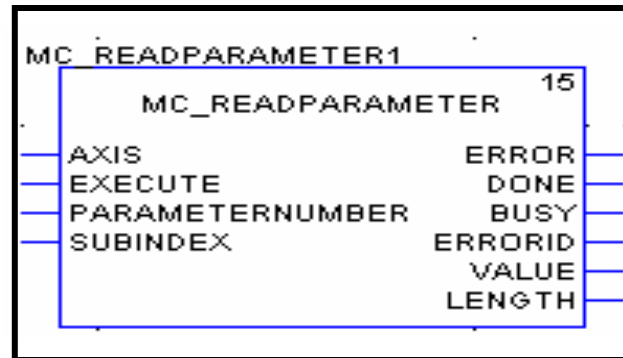 MC_READPARAMETER1
15
MC_READPARAMETER
AXIS ERROR
EXECUTE DONE
PARAMETERNUMBER BUSY
SUBINDEX ERRORID
VALUE
LENGTH